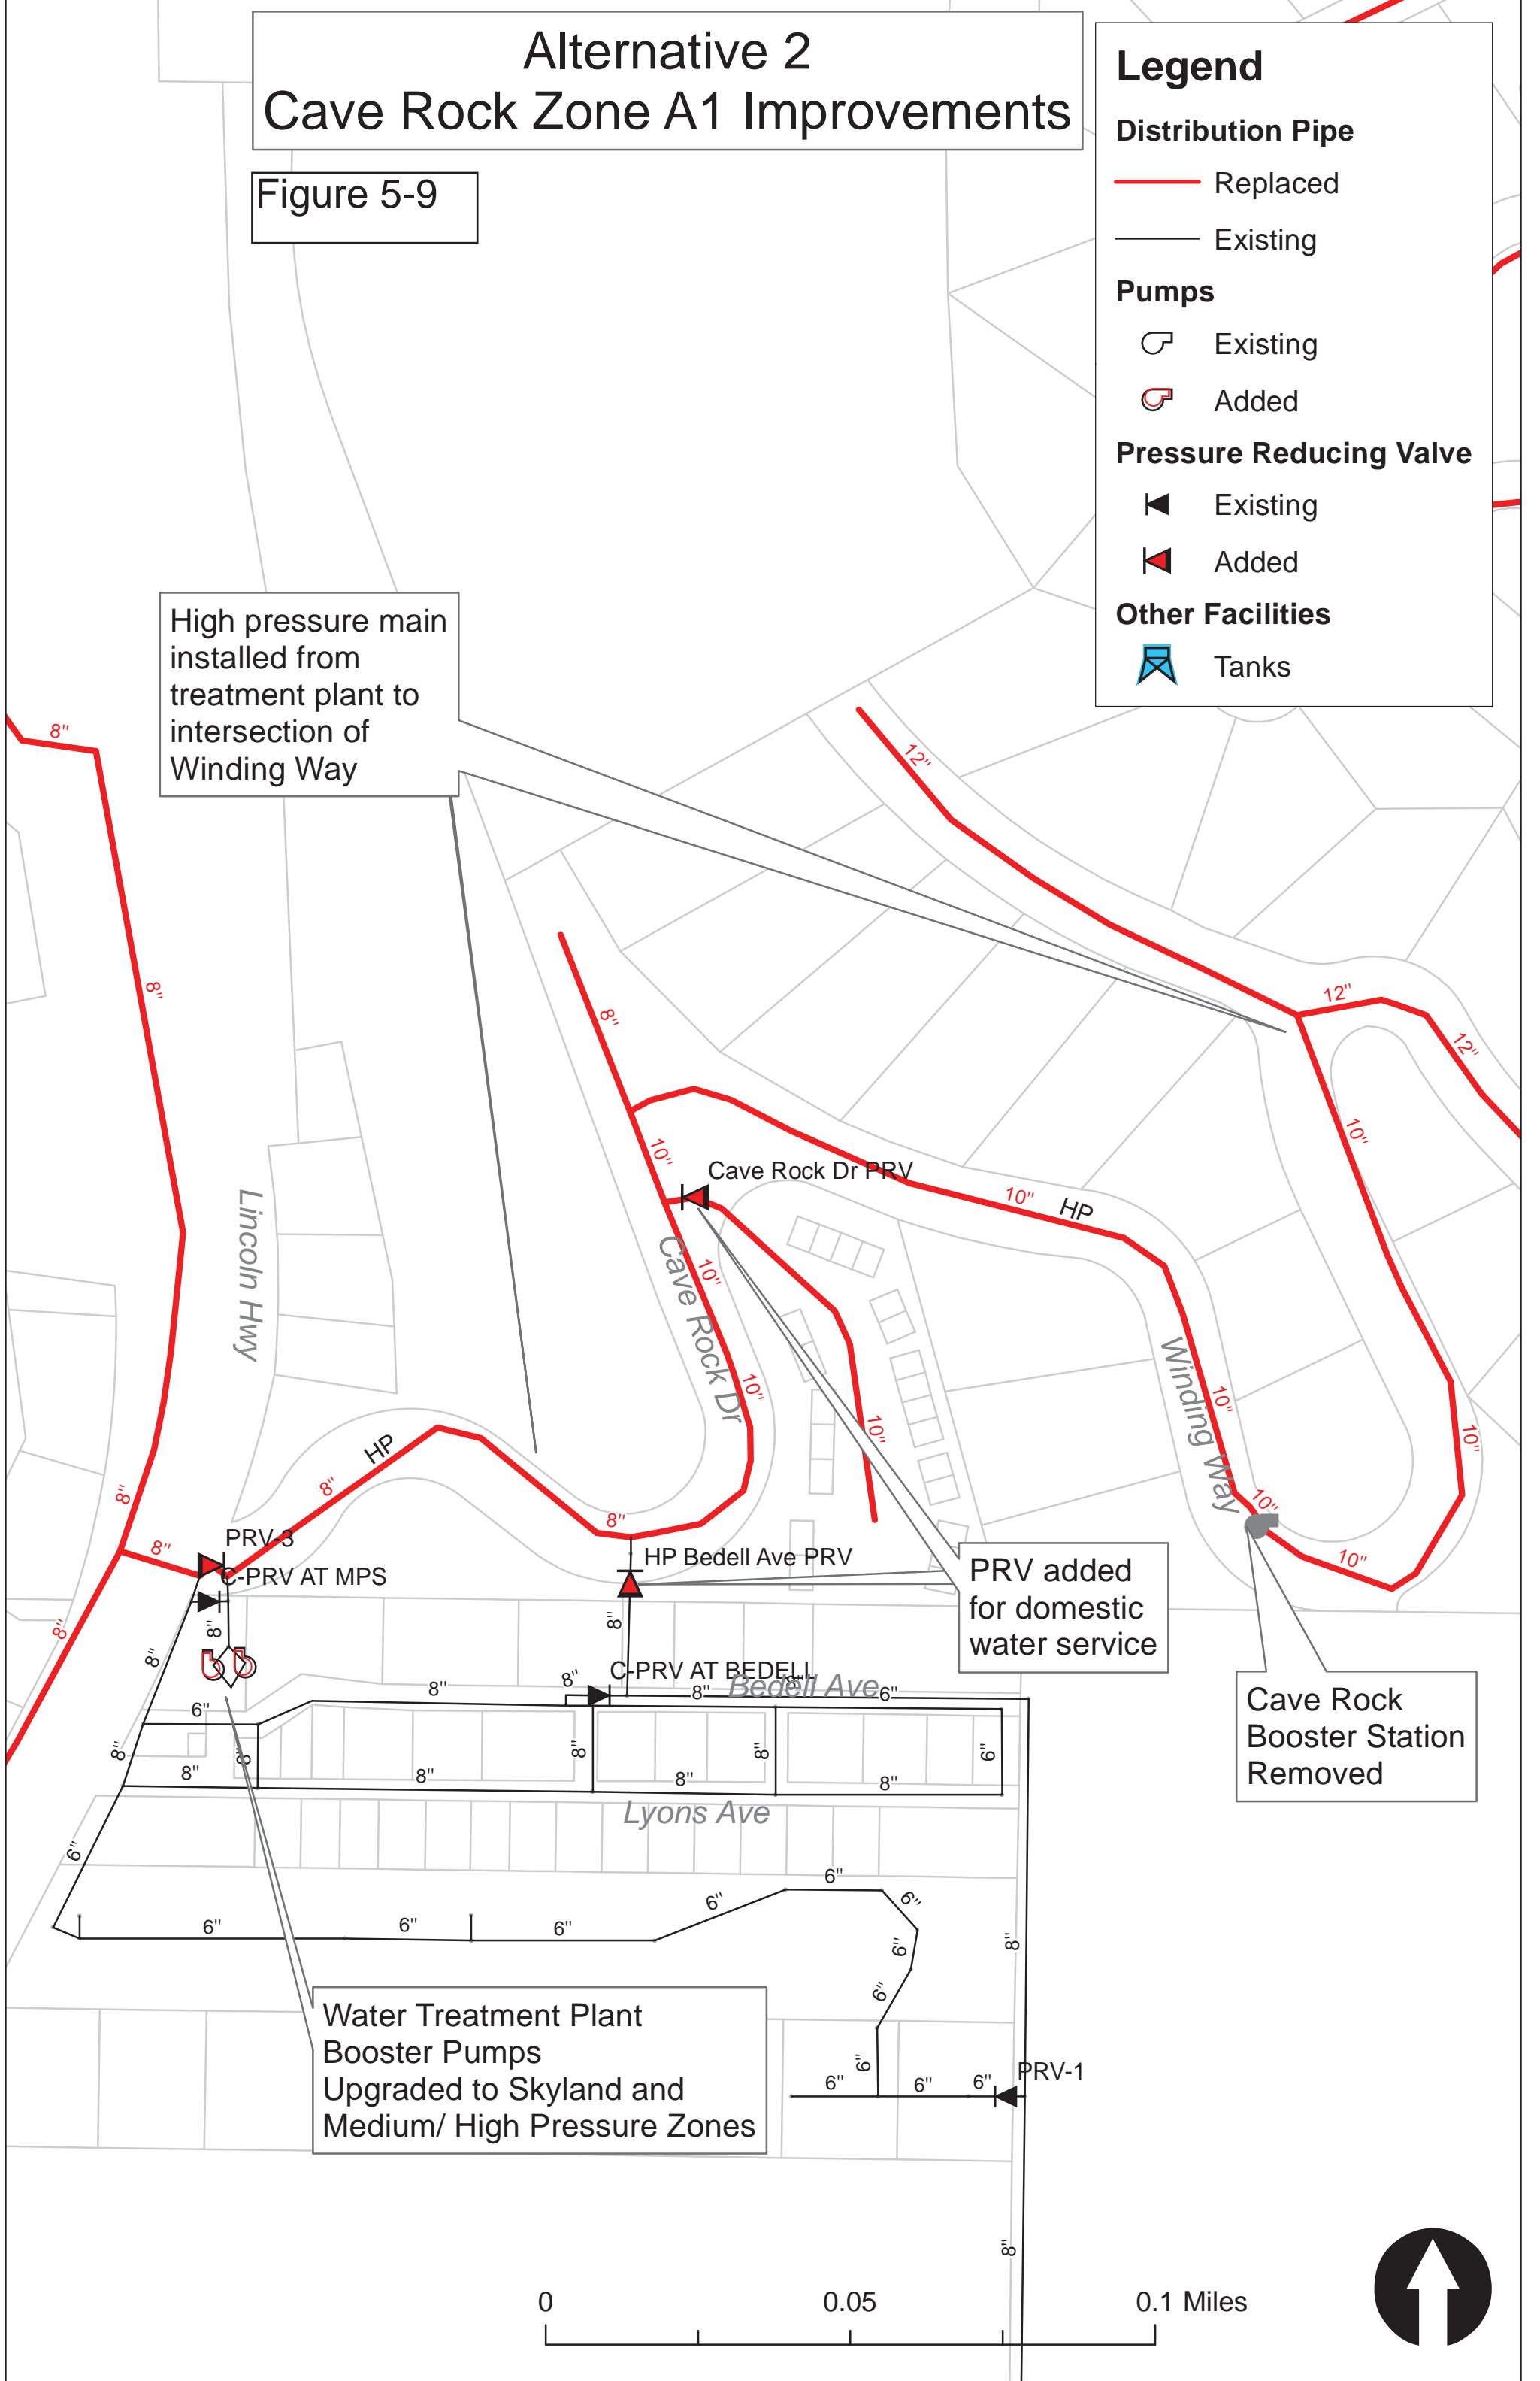 Alternative 2
Cave Rock Zone A1 Improvements
Figure 5-9
Legend
Distribution Pipe
Replaced
Existing
Pumps
Existing
Added
Pressure Reducing Valve
Existing
Added
Other Facilities
Tanks
High pressure main
installed from
treatment plant to
intersection of
Winding Way
8"
12"
8"
8"
12"
12"
10"
10"
Cave Rock Dr PRV
10"
HP
Lincoln Hwy
Cave Rock Dr
10"
10"
10"
Winding Way
10"
10"
HP
8"
8"
8"
10"
10"
8"
PRV-3
C-PRV AT MPS
HP Bedell Ave PRV
PRV added
for domestic
water service
8"
8"
8"
8"
C-PRV AT BEDELL
8"
8"
8"
Bedell Ave
6"
6"
Cave Rock
Booster Station
Removed
8"
8"
8"
8"
6"
8"
8"
8"
8"
Lyons Ave
6"
6"
6"
6"
6"
6"
6"
6"
8"
6"
Water Treatment Plant
Booster Pumps
Upgraded to Skyland and
Medium/ High Pressure Zones
6"
6"
6"
6"
PRV-1
8"
0
0.05
0.1 Miles